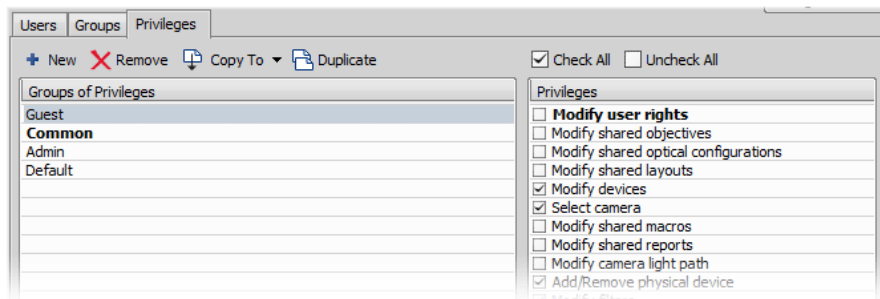 Users Groups Privileges
New Remove Copy To Duplicate
Check All Uncheck All
Groups of Privileges
Guest
Common
Admin
Default
Privileges
Modify user rights
Modify shared objectives
Modify shared optical configurations
Modify shared layouts
Modify devices
Select camera
Modify shared macros
Modify shared reports
Modify camera light path
Add/Remove physical device